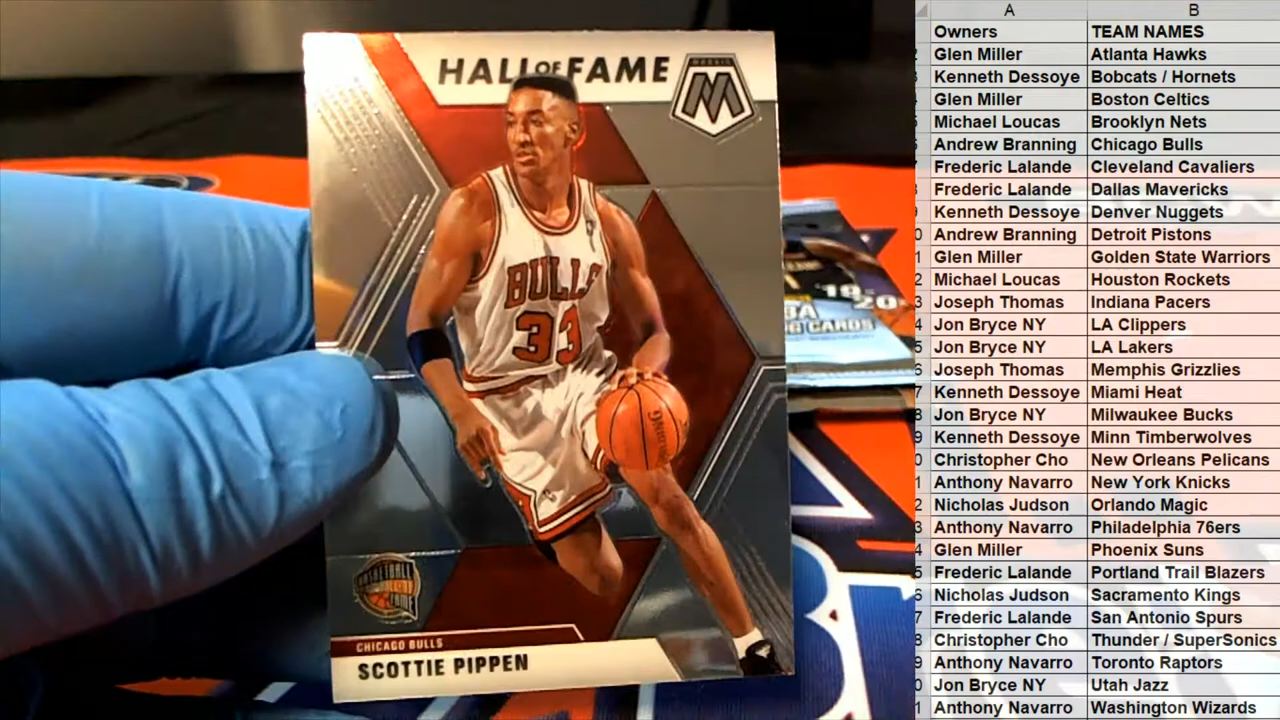 HALL OF FAME
MOSAIC
M
BULLS
33
BASKETBALL
HALL
FAME
CHICAGO BULLS
SCOTTIE PIPPEN
19-
20
CARDS
A B
Owners TEAM NAMES
Glen Miller Atlanta Hawks
Kenneth Dessoye Bobcats / Hornets
Glen Miller Boston Celtics
Michael Loucas Brooklyn Nets
Andrew Branning Chicago Bulls
Frederic Lalande Cleveland Cavaliers
Frederic Lalande Dallas Mavericks
Kenneth Dessoye Denver Nuggets
Andrew Branning Detroit Pistons
Glen Miller Golden State Warriors
Michael Loucas Houston Rockets
Joseph Thomas Indiana Pacers
Jon Bryce NY LA Clippers
Jon Bryce NY LA Lakers
Joseph Thomas Memphis Grizzlies
Kenneth Dessoye Miami Heat
Jon Bryce NY Milwaukee Bucks
Kenneth Dessoye Minn Timberwolves
Christopher Cho New Orleans Pelicans
Anthony Navarro New York Knicks
Nicholas Judson Orlando Magic
Anthony Navarro Philadelphia 76ers
Glen Miller Phoenix Suns
Frederic Lalande Portland Trail Blazers
Nicholas Judson Sacramento Kings
Frederic Lalande San Antonio Spurs
Christopher Cho Thunder / SuperSonics
Anthony Navarro Toronto Raptors
Jon Bryce NY Utah Jazz
Anthony Navarro Washington Wizards